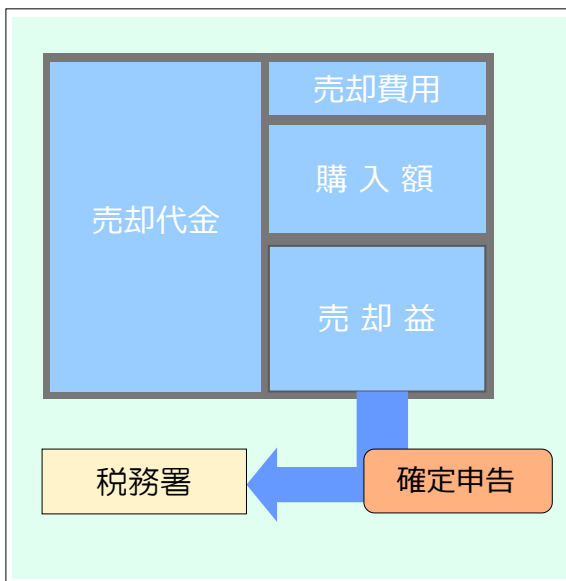 売却費用
購入額
売却代金
売却益
税務署
確定申告